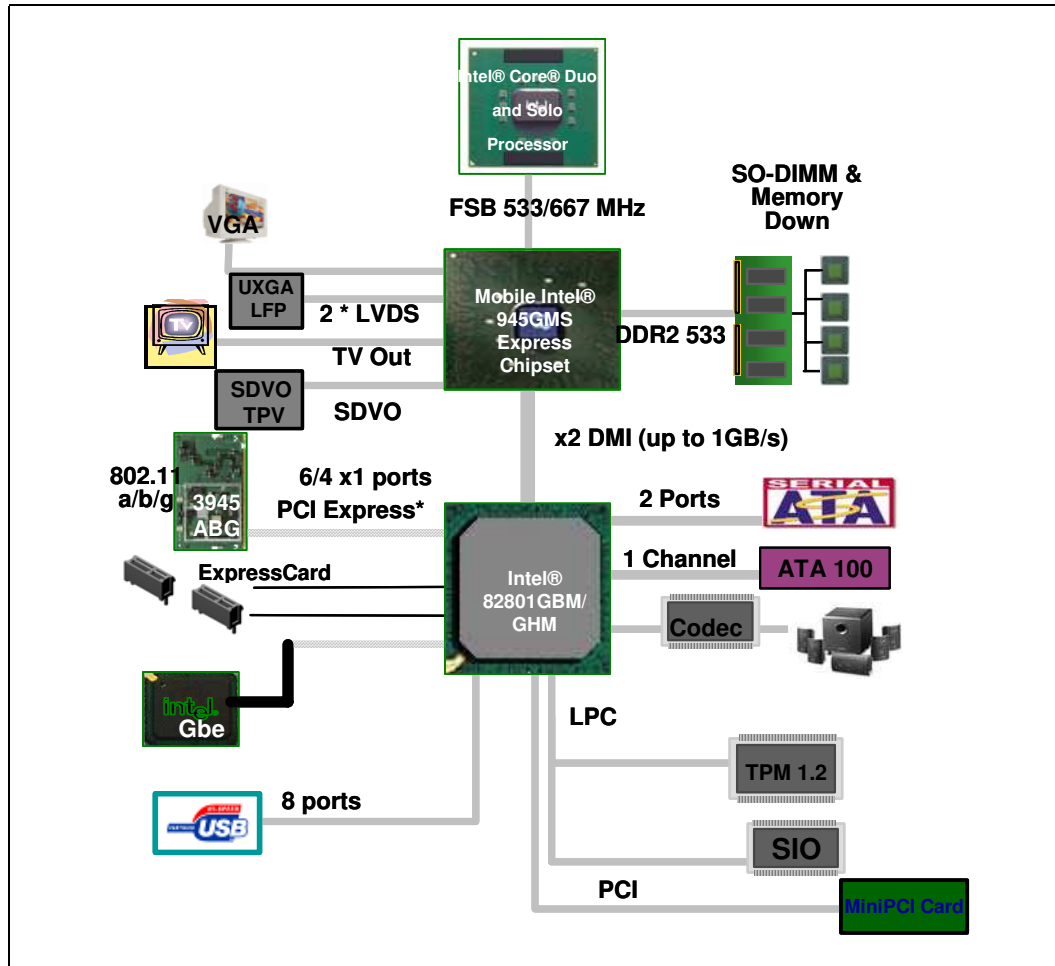 Intel® Core® Duo
and Solo
Processor
FSB 533/667 MHz
SO-DIMM &
Memory
Down
VGA
UXGA
LFP
2 * LVDS
Mobile Intel®
945GMS
Express
Chipset
DDR2 533
TV
TV Out
SDVO
TPV
SDVO
x2 DMI (up to 1GB/s)
802.11
a/b/g
3945
ABG
6/4 x1 ports
PCI Express*
2 Ports
SERIAL
ATA
1 Channel
ATA 100
ExpressCard
Intel®
82801GBM/
GHM
Codec
intel
Gbe
LPC
TPM 1.2
8 ports
HI-SPEED
CERTIFIED
USB
SIO
PCI
MiniPCI Card